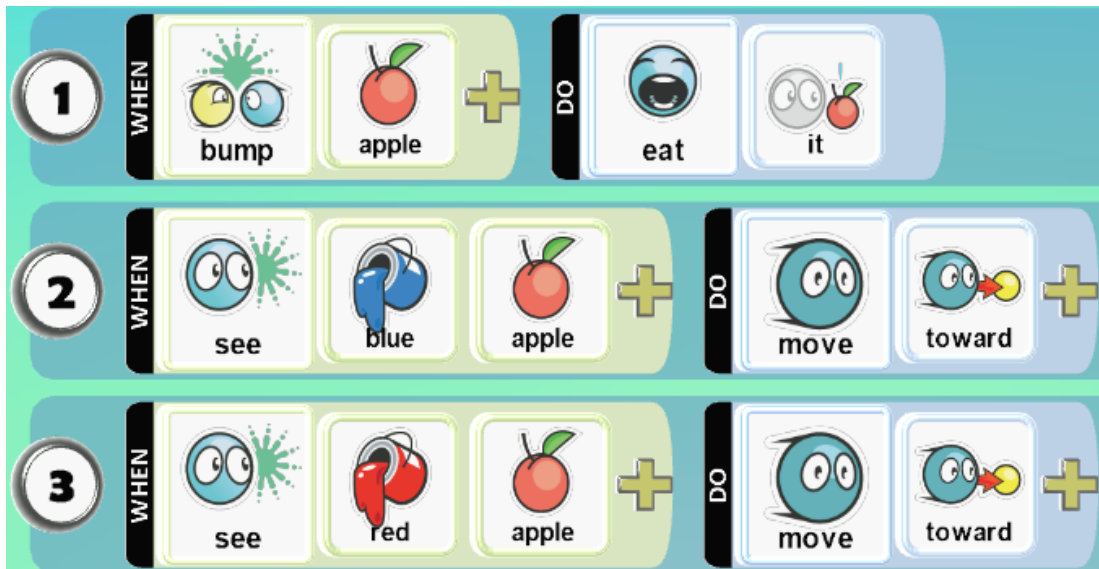 1 WHEN bump apple DO eat it
2 WHEN see blue apple DO move toward
3 WHEN see red apple DO move toward